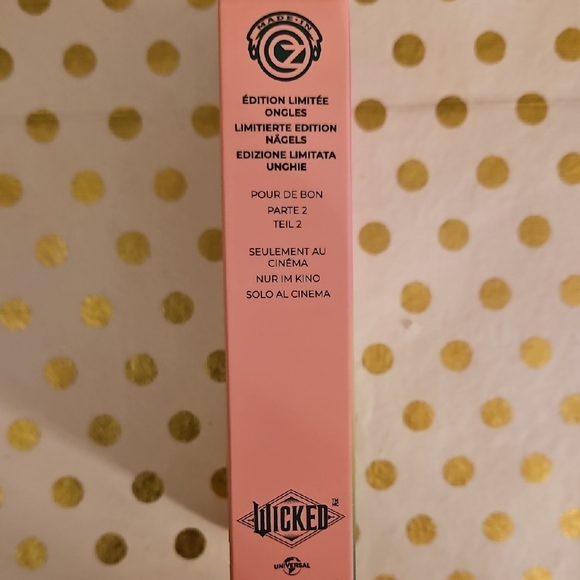 MADE·IN
OZ
ÉDITION LIMITÉE
ONGLES
LIMITIERTE EDITION
NÄGELS
EDIZIONE LIMITATA
UNGHIE
POUR DE BON
PARTE 2
TEIL 2
SEULEMENT AU
CINÉMA
NUR IM KINO
SOLO AL CINEMA
WICKED™
UNIVERSAL